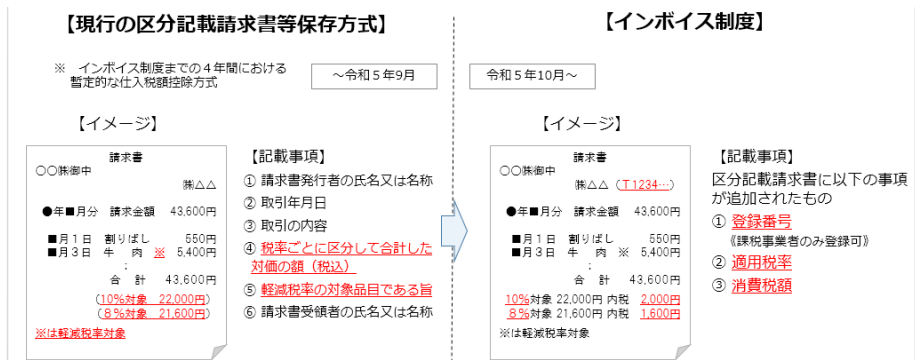 【現行の区分記載請求書等保存方式】
※　インボイス制度までの４年間における
暫定的な仕入税額控除方式
～令和５年9月
【イメージ】
請求書
○○㈱御中
㈱△△
●年■月分　請求金額　43,600円
■月１日　割りばし　550円
■月３日　牛　肉　※　5,400円
：
合　計　43,600円
（10％対象　22,000円）
（８％対象　21,600円）
※は軽減税率対象
【記載事項】
① 請求書発行者の氏名又は名称
② 取引年月日
③ 取引の内容
④ 税率ごとに区分して合計した
対価の額（税込）
⑤ 軽減税率の対象品目である旨
⑥ 請求書受領者の氏名又は名称
【インボイス制度】
令和５年10月～
【イメージ】
請求書
○○㈱御中
㈱△△（T1234…）
●年■月分　請求金額　43,600円
■月１日　割りばし　550円
■月３日　牛　肉　※　5,400円
：
合　計　43,600円
10％対象 22,000円 内税　2,000円
８％対象 21,600円 内税　1,600円
※は軽減税率対象
【記載事項】
区分記載請求書に以下の事項
が追加されたもの
① 登録番号
《課税事業者のみ登録可》
② 適用税率
③ 消費税額